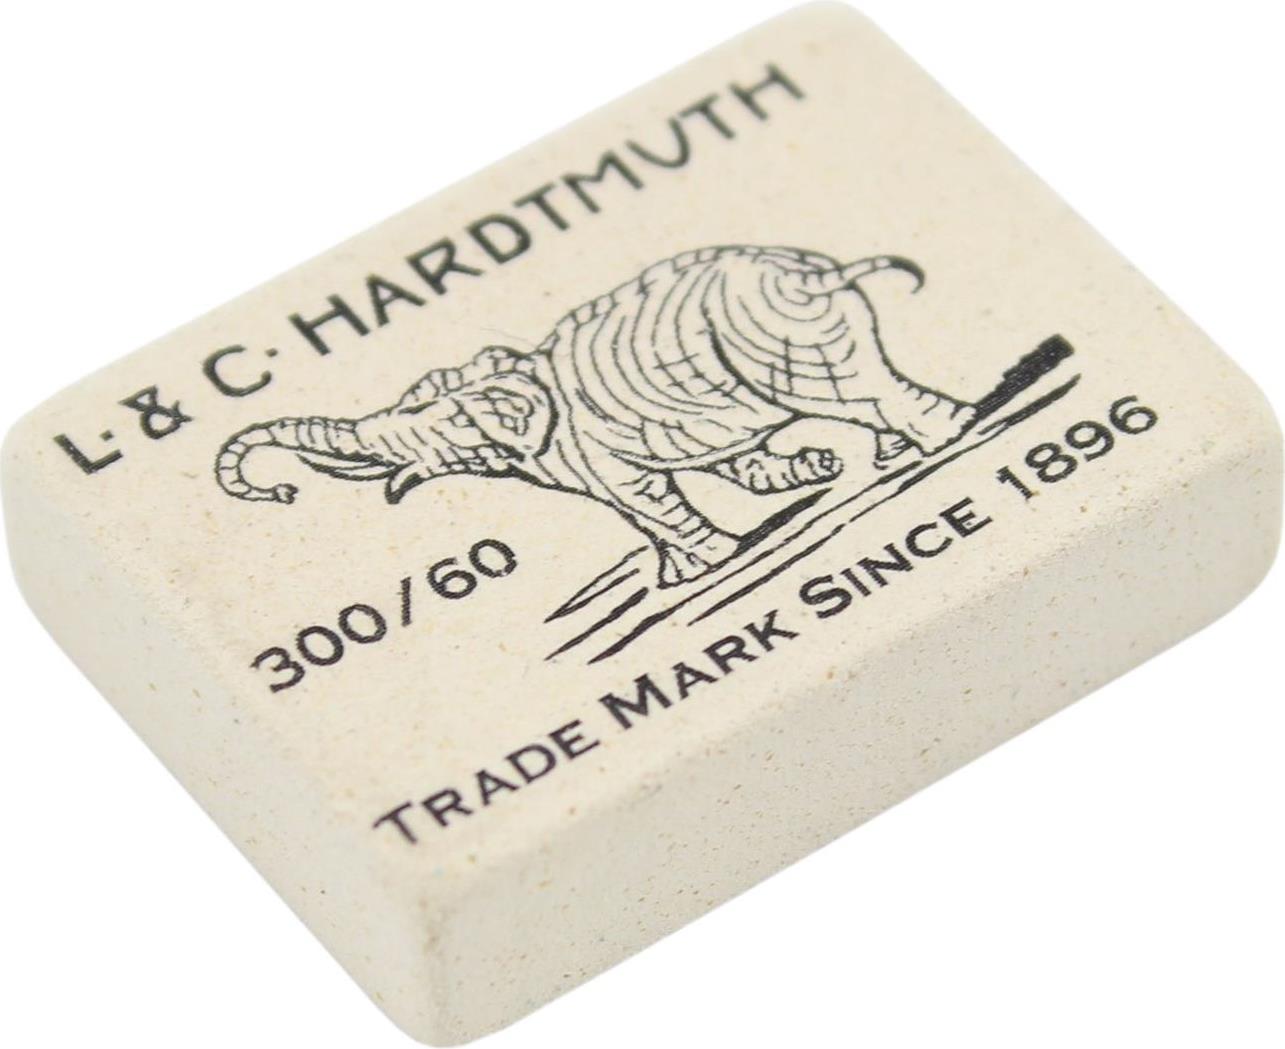 L. & C. HARDTMUTH
300/60
TRADE MARK SINCE 1896